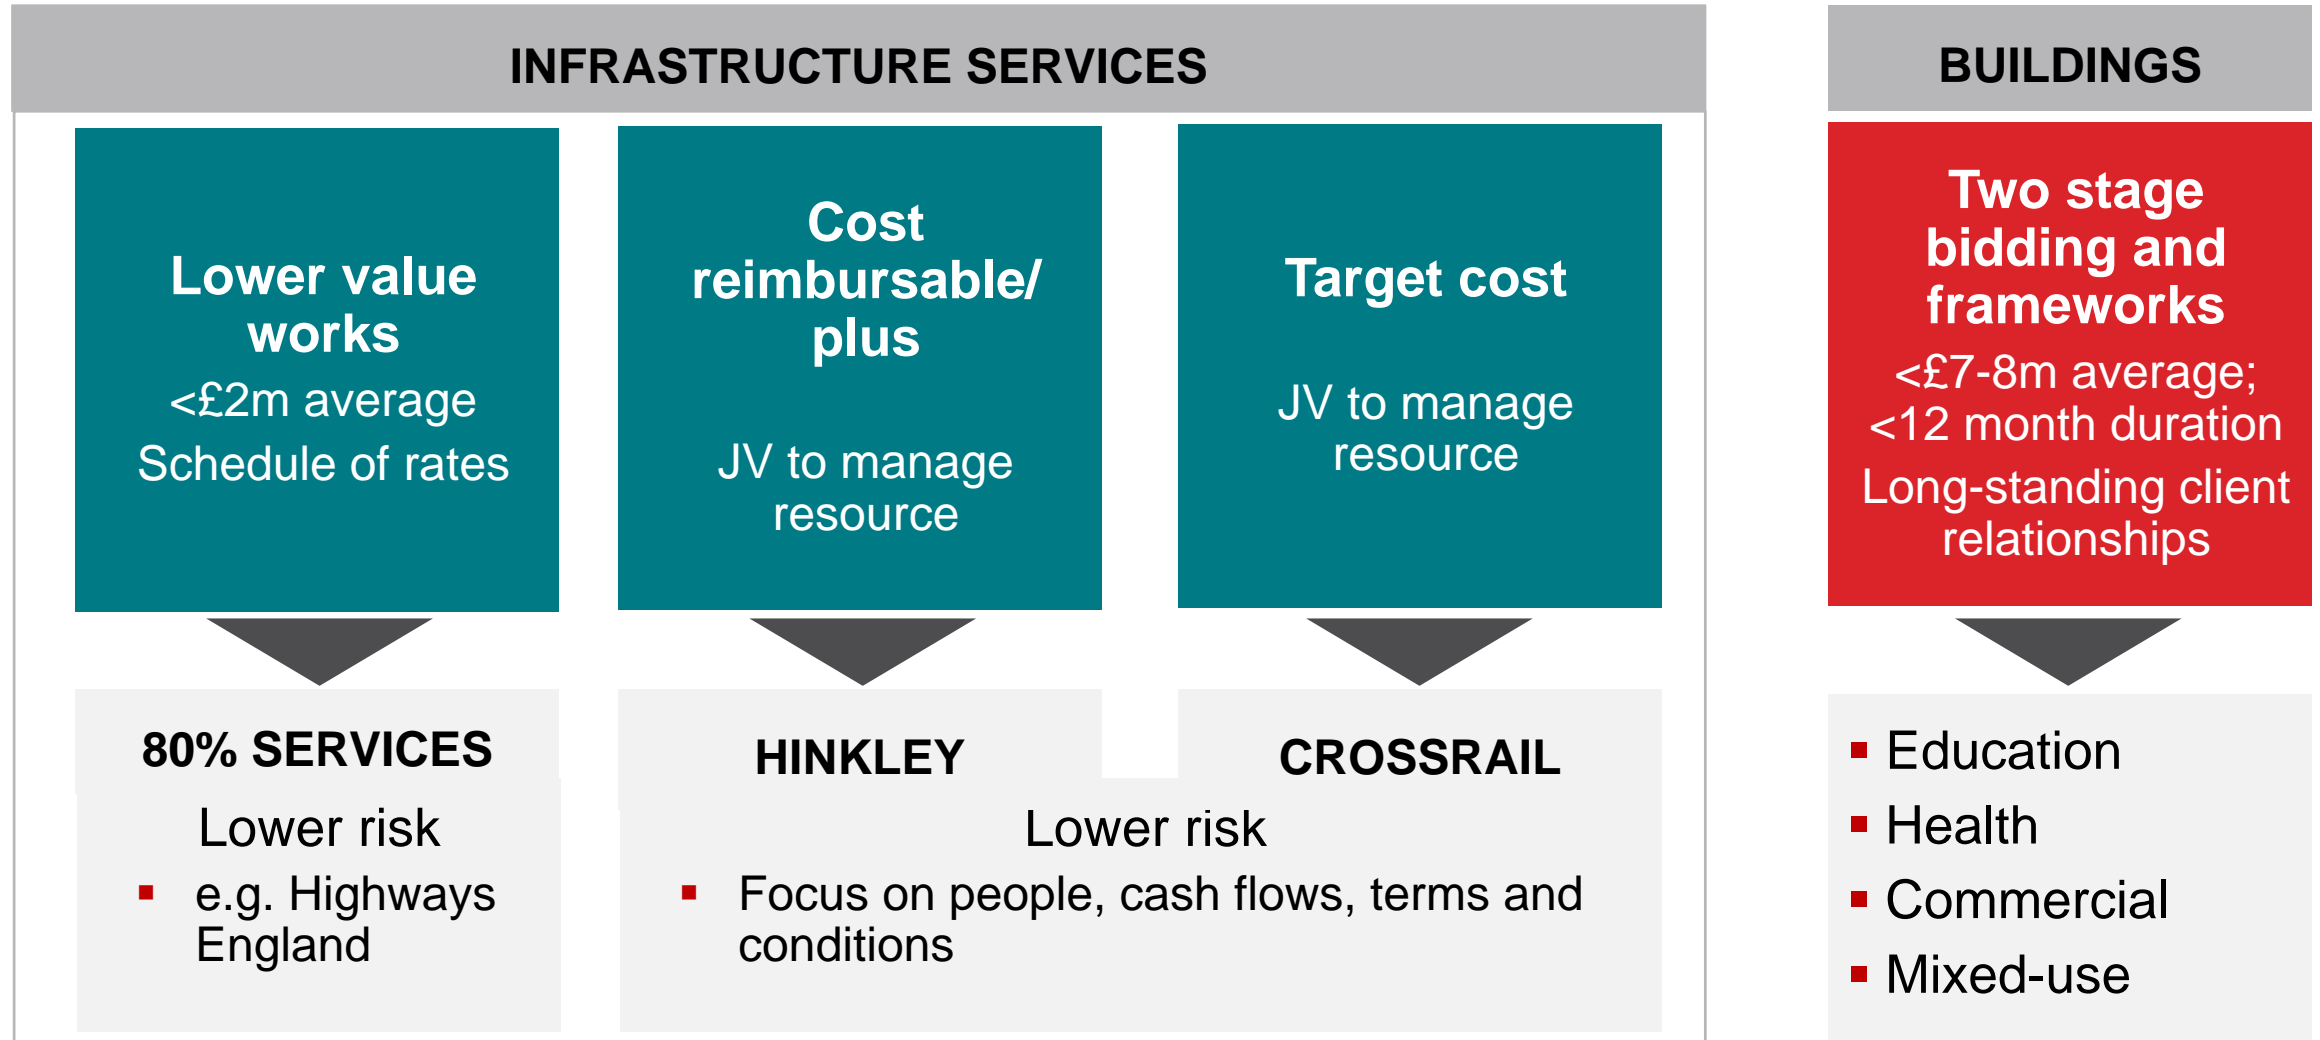 INFRASTRUCTURE SERVICES
Lower value
works
<£2m average
Schedule of rates
80% SERVICES
Lower risk
▪ e.g. Highways
England
Cost
reimbursable/
plus
JV to manage
resource
HINKLEY
Target cost
JV to manage
resource
CROSSRAIL
Lower risk
▪ Focus on people, cash flows, terms and
conditions
BUILDINGS
Two stage
bidding and
frameworks
<£7-8m average;
<12 month duration
Long-standing client
relationships
▪ Education
▪ Health
▪ Commercial
▪ Mixed-use